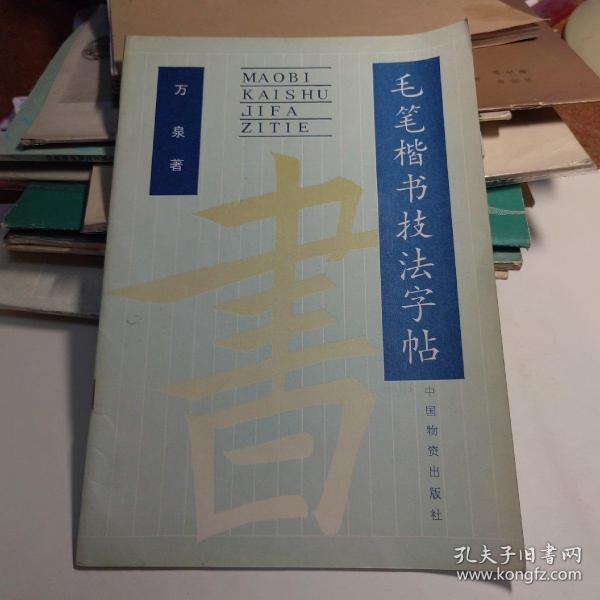 毛笔楷书技法字帖
MAOBI
KAISHU
JIFA
ZITIE
万泉著
書
中国物资出版社
孔夫子旧書网
www.kongfz.com